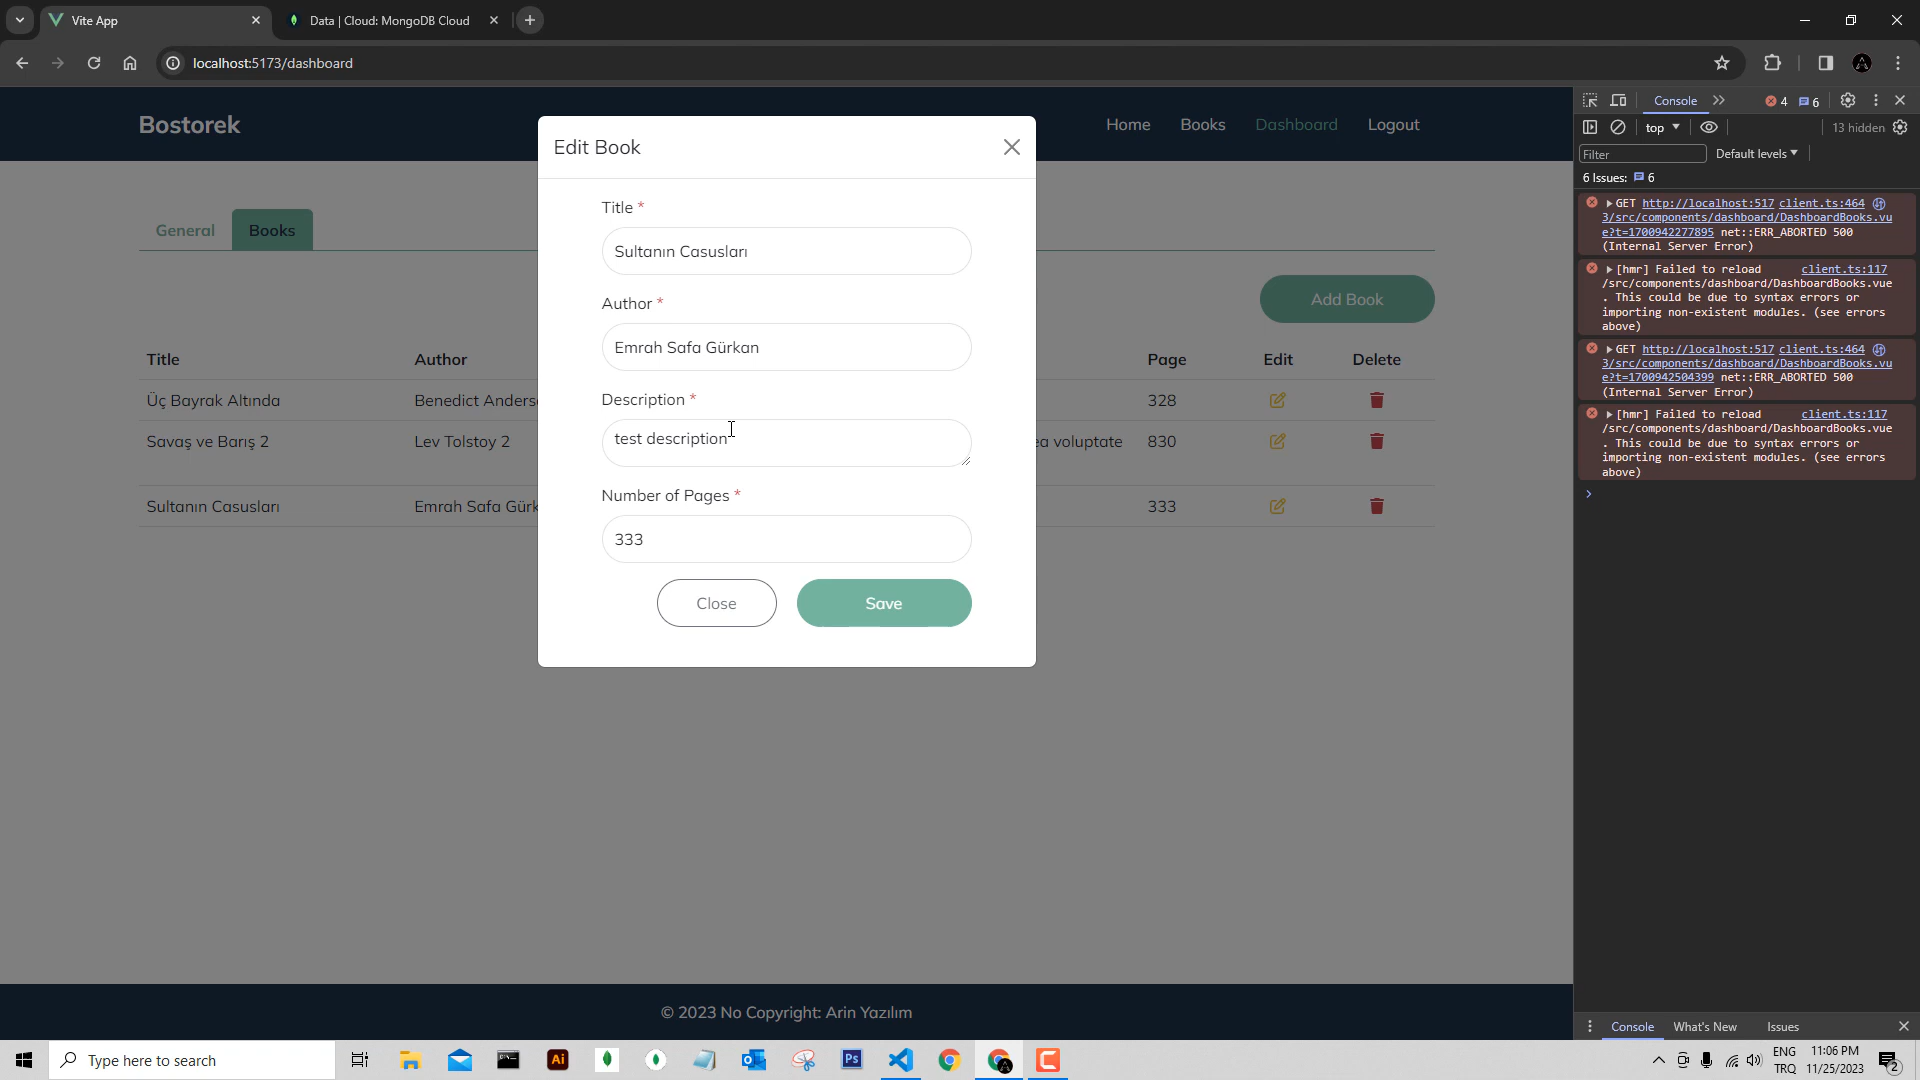 Vite App
Data | Cloud: MongoDB Cloud
localhost:5173/dashboard
Bostorek
Home
Books
Dashboard
Logout
General
Books
Add Book
Title
Author
Page
Edit
Delete
Üç Bayrak Altında
Benedict Anders
328
Savaş ve Barış 2
Lev Tolstoy 2
ea voluptate
830
Sultanın Casusları
Emrah Safa Gürk
333
Edit Book
Title *
Sultanın Casusları
Author *
Emrah Safa Gürkan
Description *
test description
Number of Pages *
333
Close
Save
© 2023 No Copyright: Arin Yazılım
Console
4
6
top
13 hidden
Filter
Default levels
6 Issues: 6
GET http://localhost:517 client.ts:464
3/src/components/dashboard/DashboardBooks.vu
e?t=1700942277895 net::ERR_ABORTED 500
(Internal Server Error)
[hmr] Failed to reload client.ts:117
/src/components/dashboard/DashboardBooks.vue
. This could be due to syntax errors or
importing non-existent modules. (see errors
above)
GET http://localhost:517 client.ts:464
3/src/components/dashboard/DashboardBooks.vu
e?t=1700942504399 net::ERR_ABORTED 500
(Internal Server Error)
[hmr] Failed to reload client.ts:117
/src/components/dashboard/DashboardBooks.vue
. This could be due to syntax errors or
importing non-existent modules. (see errors
above)
Console
What's New
Issues
Type here to search
Ai
Ps
ENG
TRQ
11:06 PM
11/25/2023
2